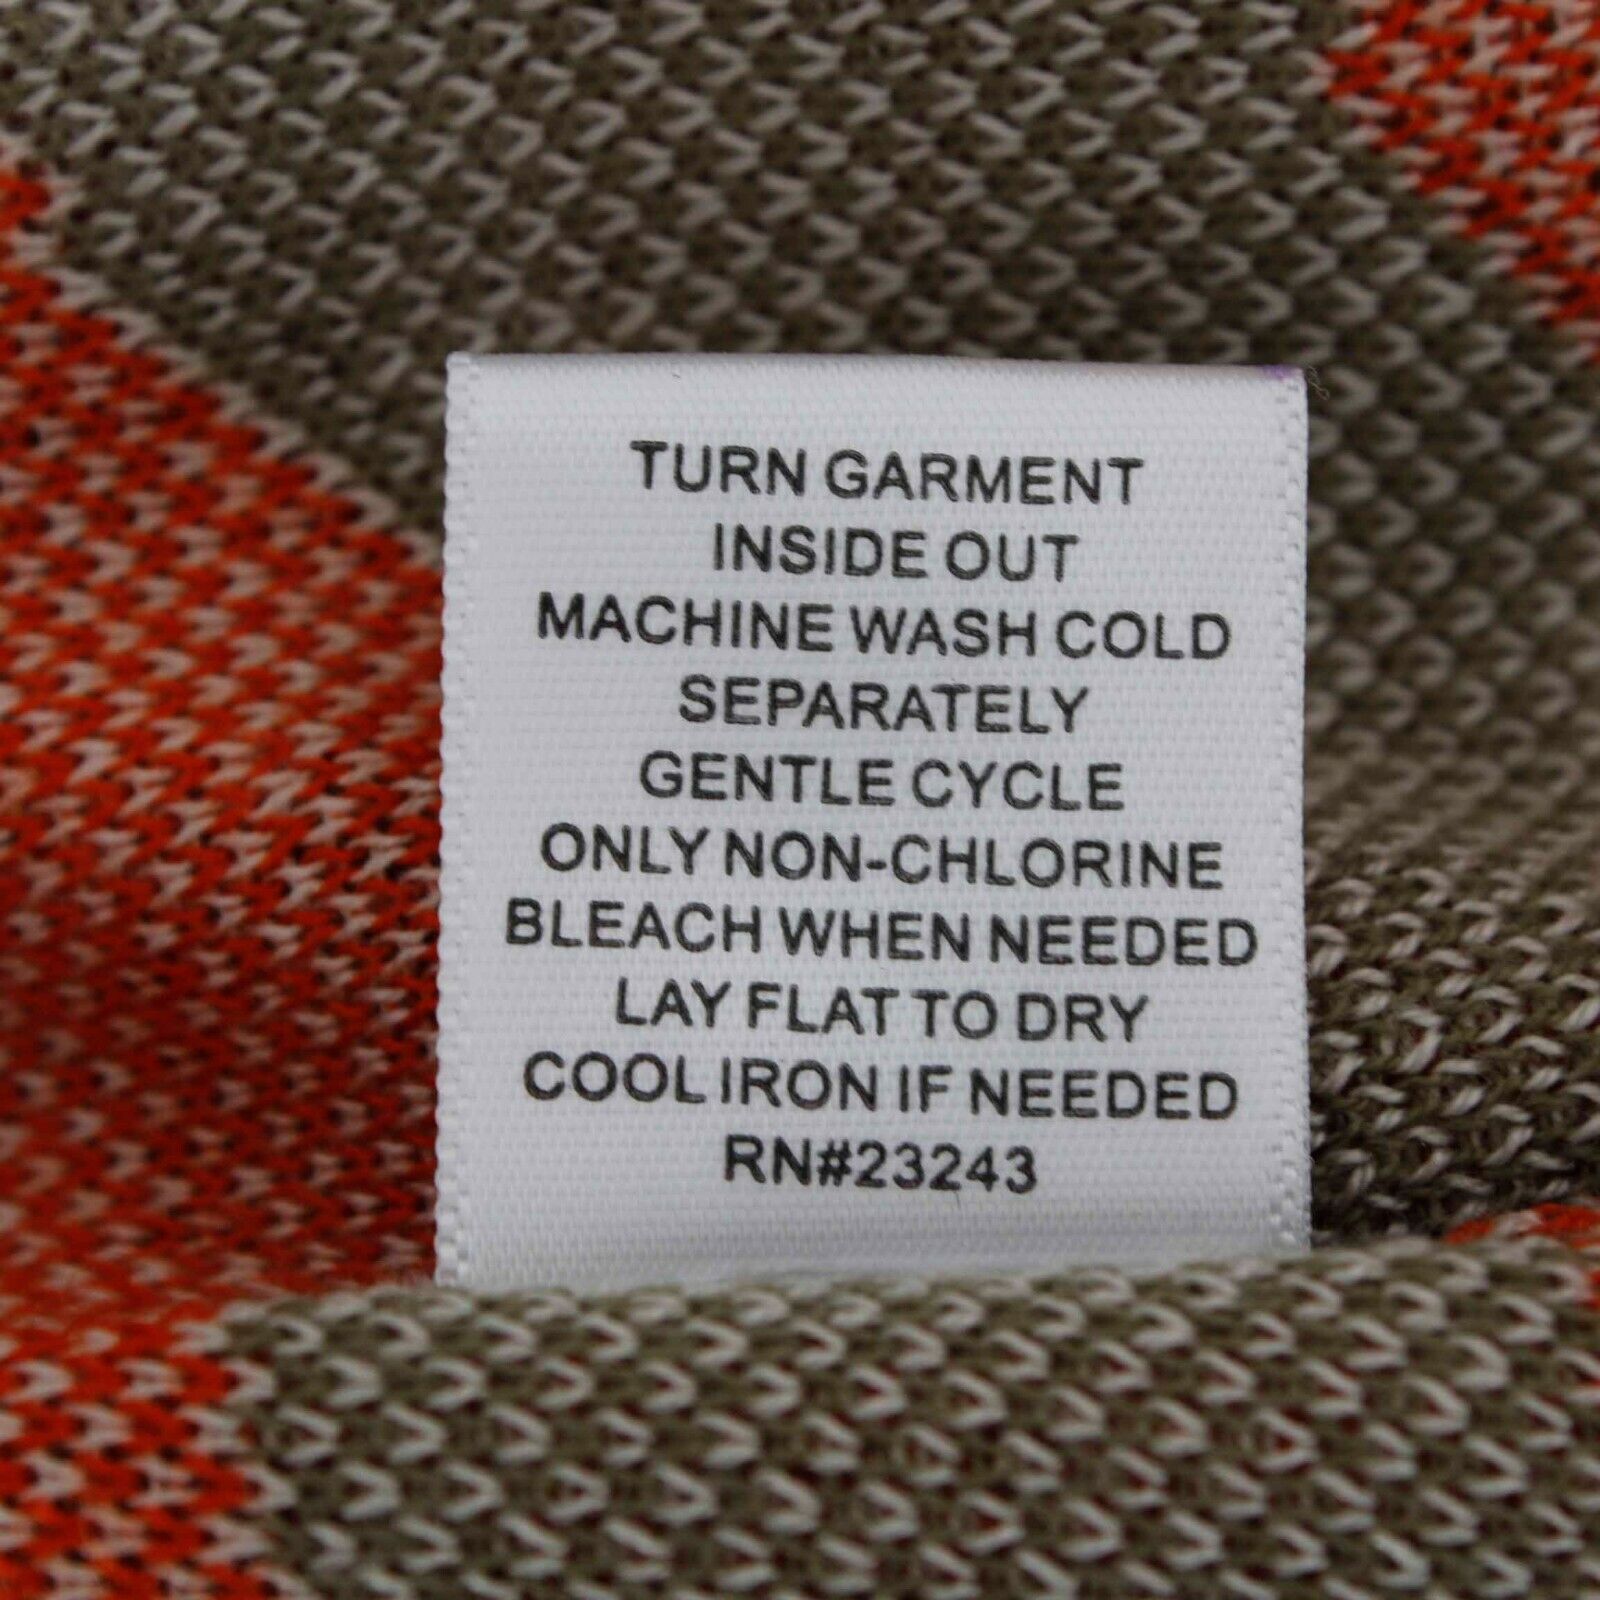 TURN GARMENT
INSIDE OUT
MACHINE WASH COLD
SEPARATELY
GENTLE CYCLE
ONLY NON-CHLORINE
BLEACH WHEN NEEDED
LAY FLAT TO DRY
COOL IRON IF NEEDED
RN#23243